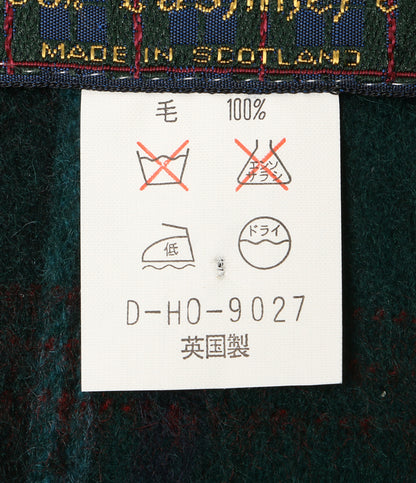 MADE IN SCOTLAND
毛 100%
エンソ
サラシ
低 ドライ
D-HO-9027
英国製